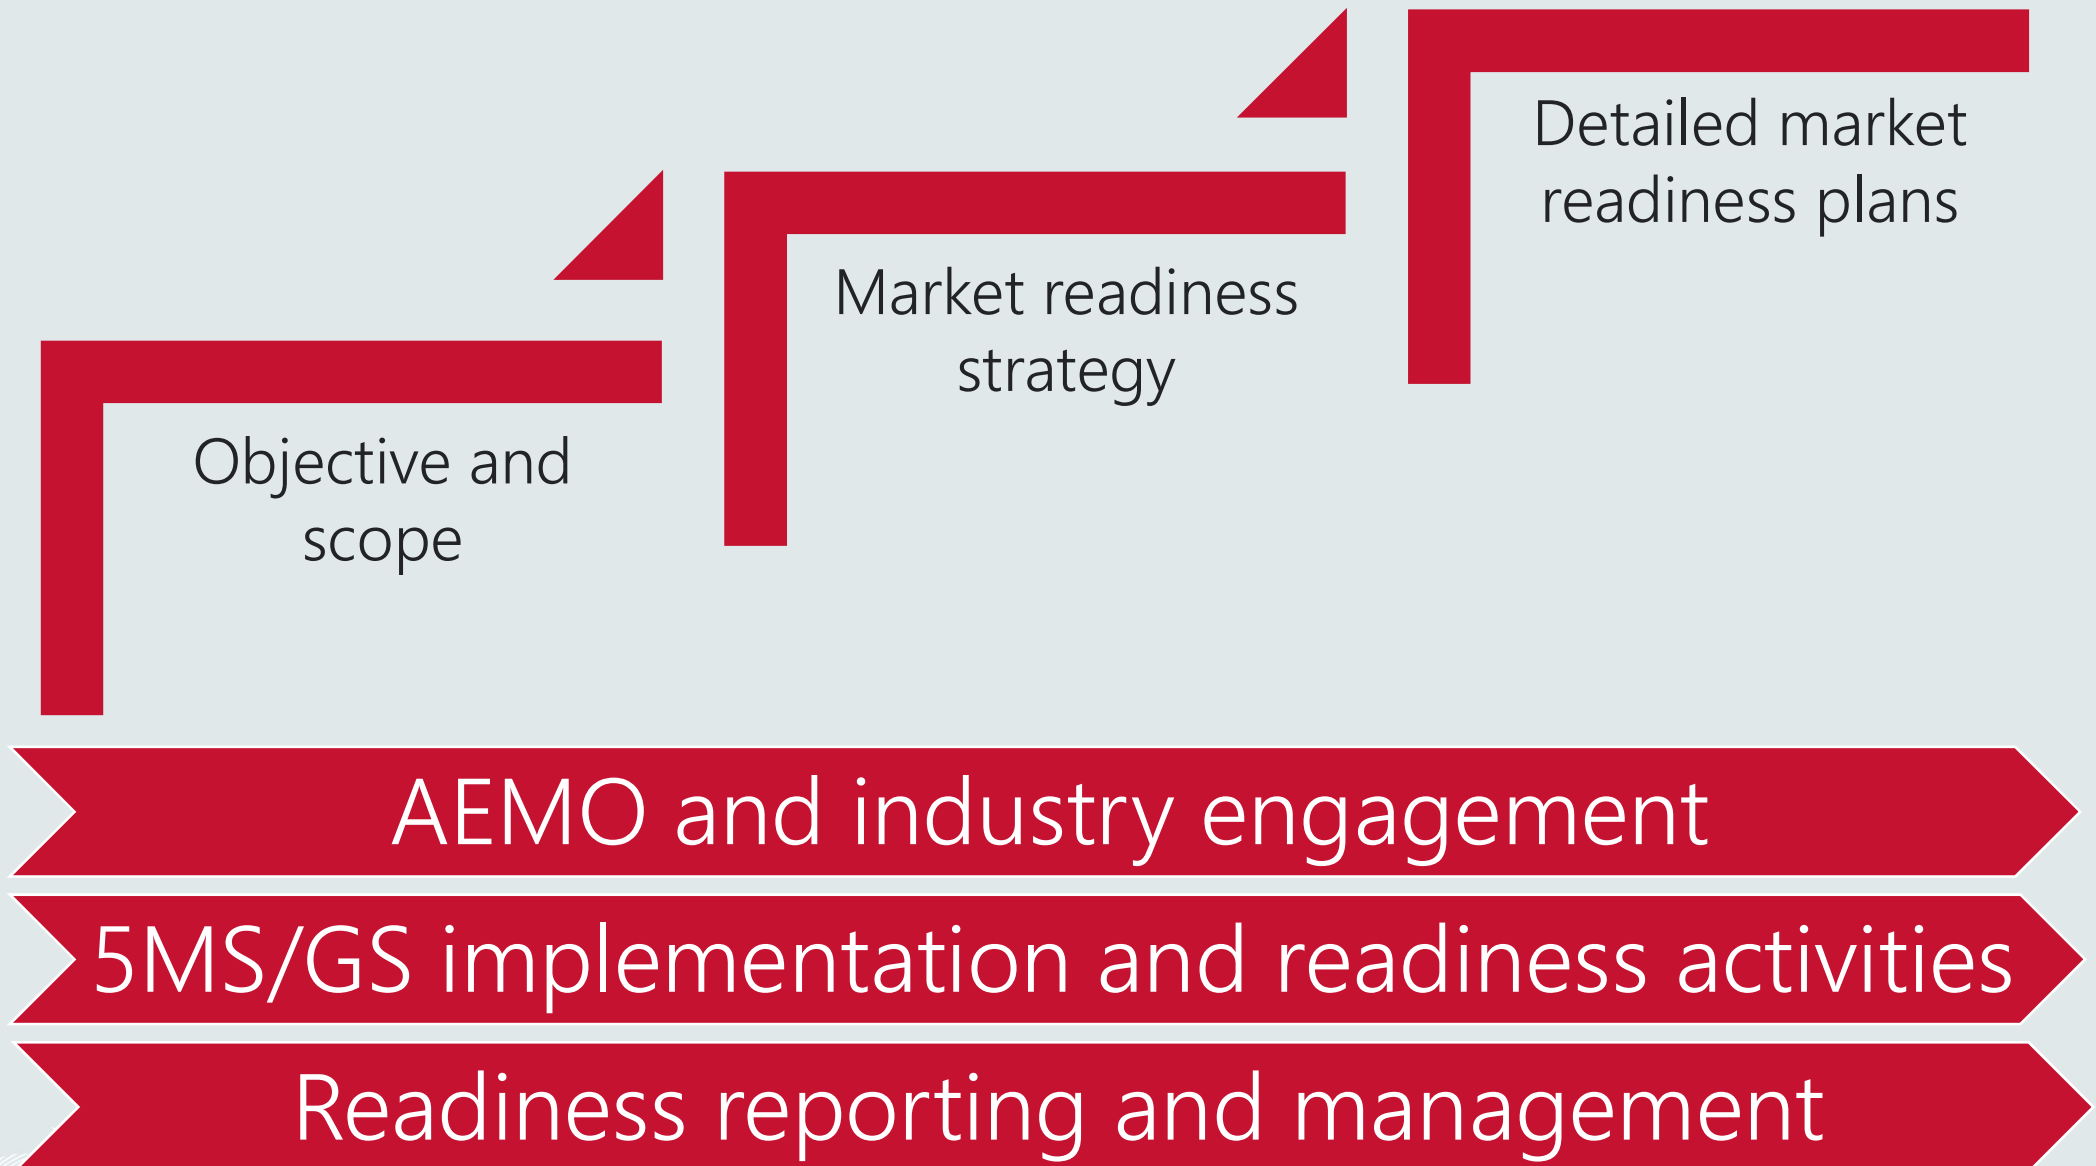 Objective and
scope
Market readiness
strategy
Detailed market
readiness plans
AEMO and industry engagement
5MS/GS implementation and readiness activities
Readiness reporting and management